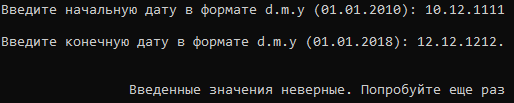 Введите начальную дату в формате d.m.y (01.01.2010): 10.12.1111
Введите конечную дату в формате d.m.y (01.01.2018): 12.12.1212.
Введенные значения неверные. Попробуйте еще раз